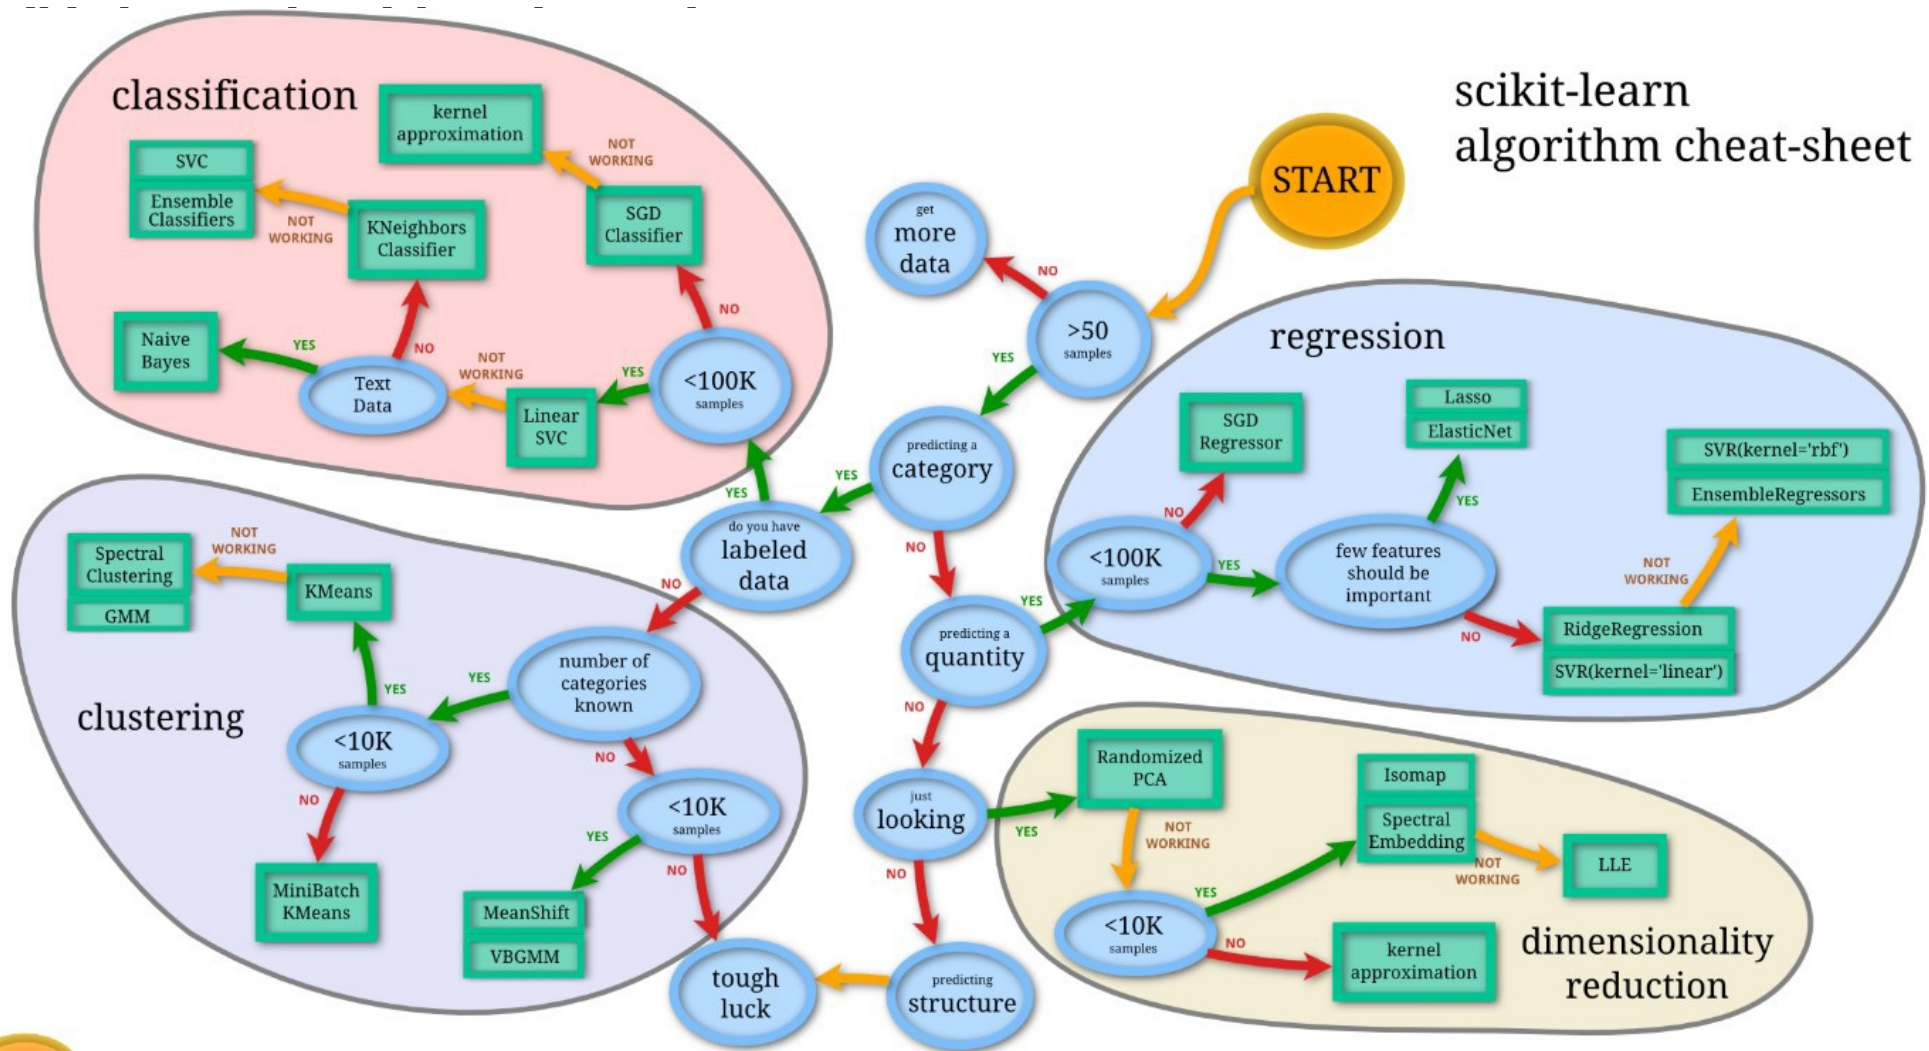 scikit-learn
algorithm cheat-sheet
START
get
more
data
NO
>50
samples
YES
predicting a
category
YES
NO
do you have
labeled
data
YES
NO
predicting a
quantity
YES
NO
just
looking
YES
NO
predicting
structure
tough
luck
classification
kernel
approximation
NOT
WORKING
SVC
Ensemble
Classifiers
NOT
WORKING
KNeighbors
Classifier
SGD
Classifier
NO
Naive
Bayes
YES
NO
Text
Data
NOT
WORKING
Linear
SVC
YES
<100K
samples
regression
SGD
Regressor
NO
<100K
samples
YES
Lasso
ElasticNet
YES
few features
should be
important
NO
SVR(kernel='rbf')
EnsembleRegressors
NOT
WORKING
RidgeRegression
SVR(kernel='linear')
clustering
Spectral
Clustering
GMM
NOT
WORKING
KMeans
YES
<10K
samples
NO
MiniBatch
KMeans
YES
number of
categories
known
NO
<10K
samples
YES
NO
MeanShift
VBGMM
dimensionality
reduction
Randomized
PCA
NOT
WORKING
<10K
samples
YES
NO
Isomap
Spectral
Embedding
NOT
WORKING
LLE
kernel
approximation